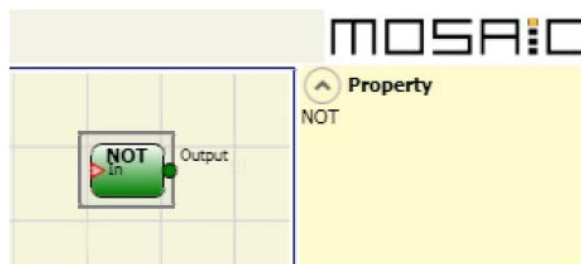 MOSAIC
Property
NOT
NOT
In
Output